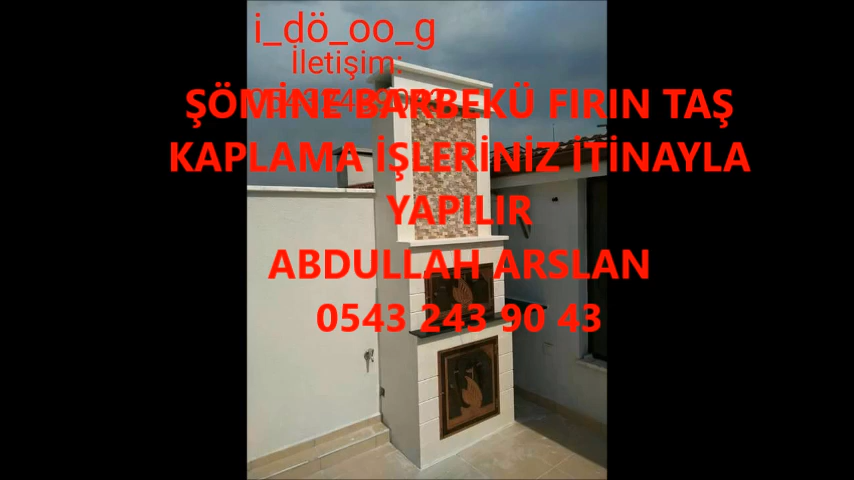 i_dö_oo_g
İletişim:
ŞÖMİNE BARBEKÜ FIRIN TAŞ
KAPLAMA İŞLERİNİZ İTİNAYLA
YAPILIR
ABDULLAH ARSLAN
0543 243 90 43